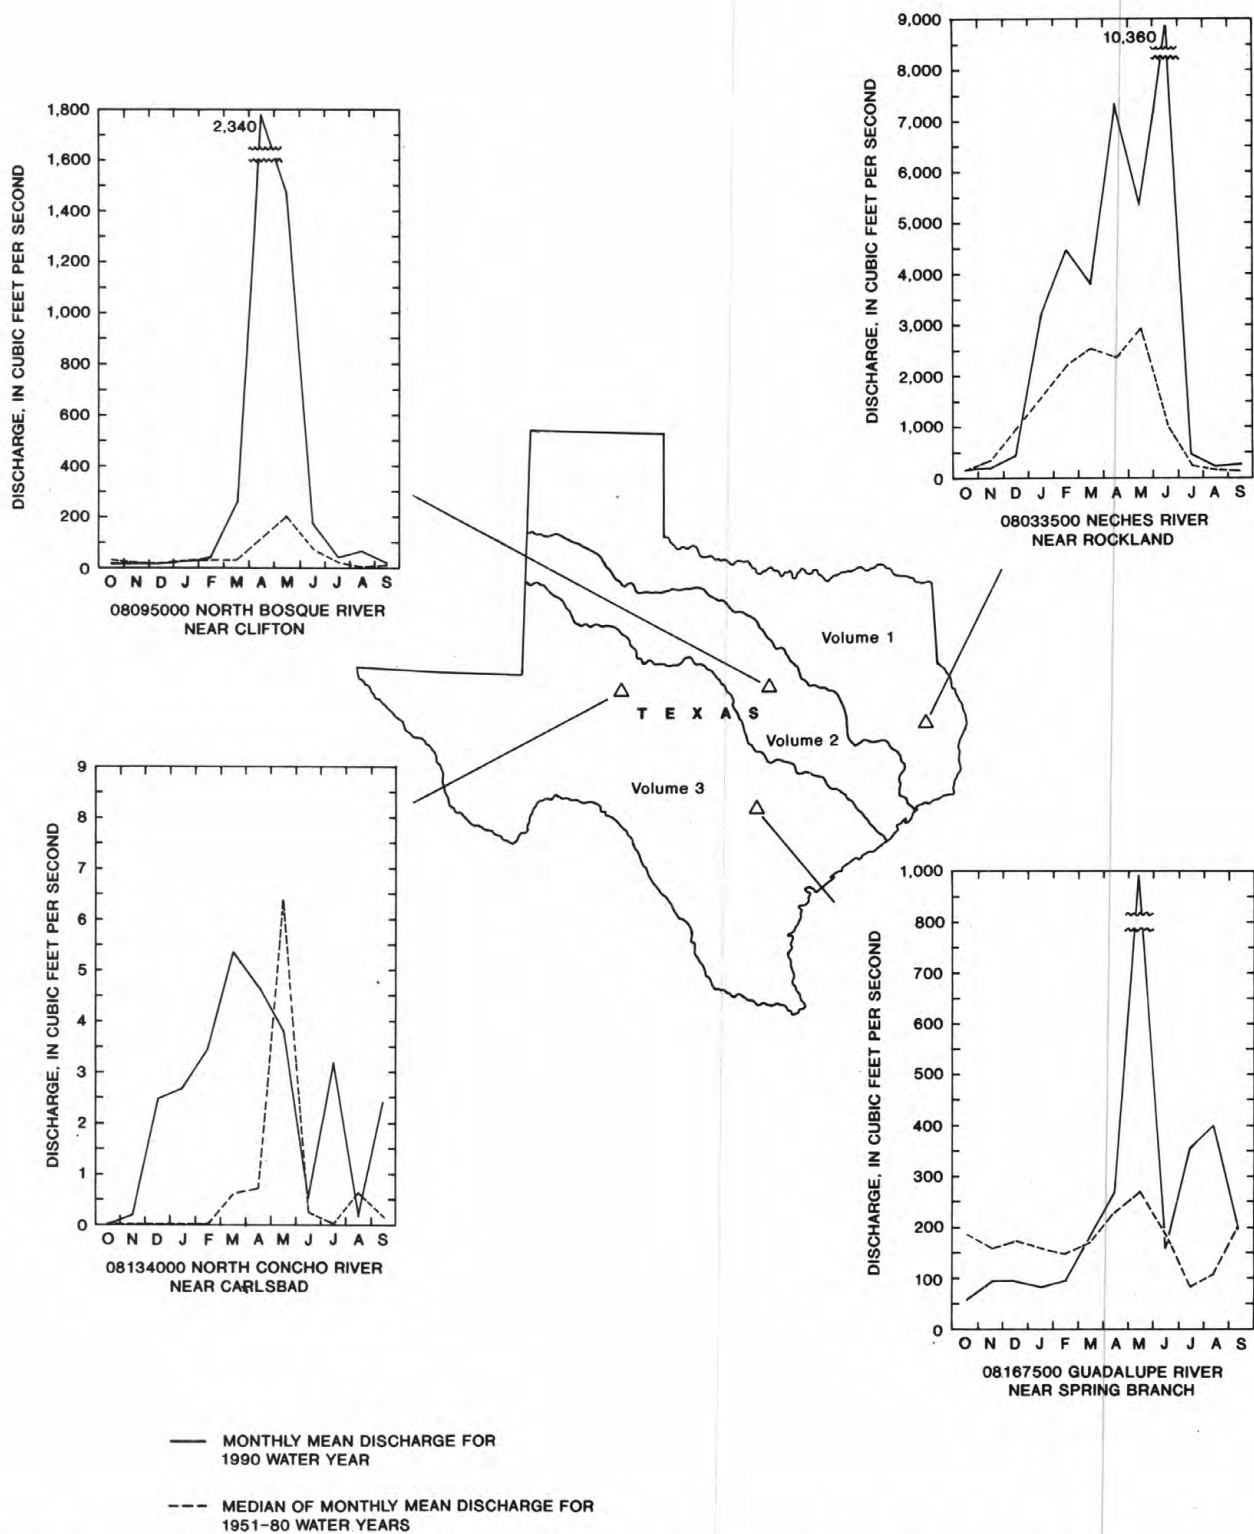 DISCHARGE, IN CUBIC FEET PER SECOND
1,800
1,600
1,400
1,200
1,000
800
600
400
200
0
2,340
O N D J F M A M J J A S
08095000 NORTH BOSQUE RIVER
NEAR CLIFTON
DISCHARGE, IN CUBIC FEET PER SECOND
9,000
8,000
7,000
6,000
5,000
4,000
3,000
2,000
1,000
0
10,360
O N D J F M A M J J A S
08033500 NECHES RIVER
NEAR ROCKLAND
Volume 1
T E X A S
Volume 2
Volume 3
DISCHARGE, IN CUBIC FEET PER SECOND
9
8
7
6
5
4
3
2
1
0
O N D J F M A M J J A S
08134000 NORTH CONCHO RIVER
NEAR CARLSBAD
DISCHARGE, IN CUBIC FEET PER SECOND
1,000
800
700
600
500
400
300
200
100
0
O N D J F M A M J J A S
08167500 GUADALUPE RIVER
NEAR SPRING BRANCH
MONTHLY MEAN DISCHARGE FOR
1990 WATER YEAR
MEDIAN OF MONTHLY MEAN DISCHARGE FOR
1951-80 WATER YEARS